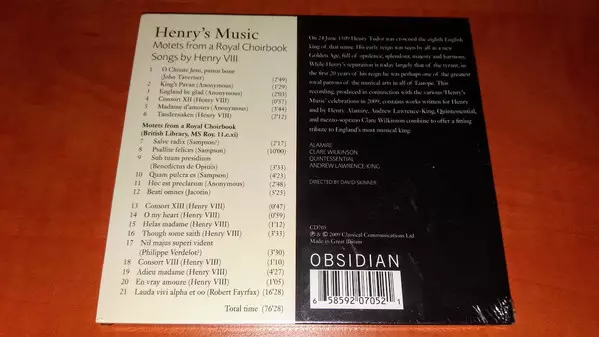 Henry's Music
Motets from a Royal Choirbook
Songs by Henry VIII
1 O Christe Jesu, pastor bone
(John Taverner) (2'49)
2 King's Pavan (Anonymous) (1'29)
3 England be glad (Anonymous) (2'03)
4 Consort XII (Henry VIII) (0'57)
5 Madame d'amours (Anonymous) (3'44)
6 Tandernaken (Henry VIII) (2'12)
Motets from a Royal Choirbook
(British Library, MS Roy. 11.e.xi)
7 Salve radix (Sampson?) (2'17)
8 Psallite felices (Sampson) (10'00)
9 Sub tuum presidium
(Benedictus de Opitiis) (3'33)
10 Quam pulcra es (Sampson) (4'23)
11 Hec est preclarum (Anonymous) (2'48)
12 Beati omnes (Jacotin) (5'25)
13 Consort XIII (Henry VIII) (0'47)
14 O my heart (Henry VIII) (0'59)
15 Helas madame (Henry VIII) (1'12)
16 Though some saith (Henry VIII) (3'33)
17 Nil majus superi vident
(Philippe Verdelot?) (3'30)
18 Consort VIII (Henry VIII) (1'10)
19 Adieu madame (Henry VIII) (4'27)
20 En vray amoure (Henry VIII) (1'05)
21 Lauda vivi alpha et oo (Robert Fayrfax) (16'28)
Total time (76'28)
On 24 June 1509 Henry Tudor was crowned the eighth English
king of that name. His early reign was seen by all as a new
Golden Age, full of opulence, splendour, majesty and harmony.
While Henry's reputation is today largely that of the tyrant, in
the first 20 years of his reign he was perhaps one of the greatest
royal patrons of the musical arts in all of Europe. This
recording, produced in conjunction with the various 'Henry's
Music' celebrations in 2009, contains works written for Henry
and by Henry. Alamire, Andrew Lawrence-King, Quintessential,
and mezzo-soprano Clare Wilkinson combine to offer a fitting
tribute to England's most musical king.
ALAMIRE
CLARE WILKINSON
QUINTESSENTIAL
ANDREW LAWRENCE-KING
DIRECTED BY DAVID SKINNER
CD705
℗ & © 2009 Classical Communications Ltd
Made in Great Britain
OBSIDIAN
6 58592 07052 1